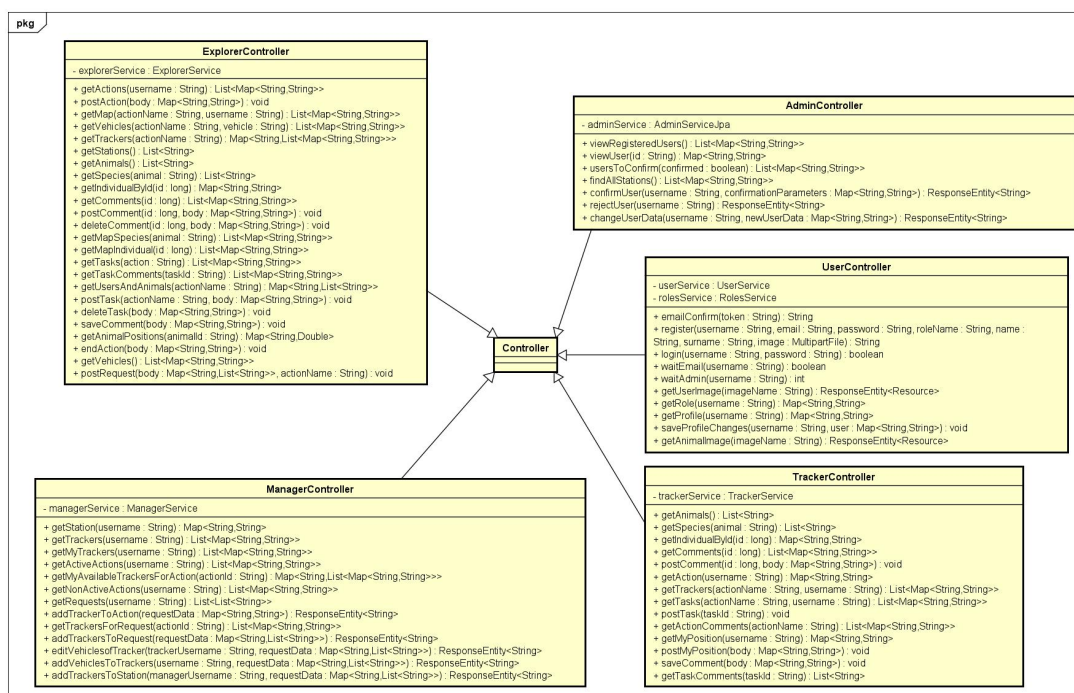 pkg
ExplorerController
- explorerService : ExplorerService
+ getActions(username : String) : List<Map<String,String>>
+ postAction(body : Map<String,String>) : void
+ getMap(actionName : String, username : String) : List<Map<String,String>>
+ getVehicles(actionName : String, vehicle : String) : List<Map<String,String>>
+ getTrackers(actionName : String) : Map<String,List<Map<String,String>>>
+ getStations() : List<String>
+ getAnimals() : List<String>
+ getSpecies(animal : String) : List<String>
+ getIndividualById(id : long) : Map<String,String>
+ getComments(id : long) : List<Map<String,String>>
+ postComment(id : long, body : Map<String,String>) : void
+ deleteComment(id : long, body : Map<String,String>) : void
+ getMapSpecies(animal : String) : List<Map<String,String>>
+ getMapIndividual(id : long) : List<Map<String,String>>
+ getTasks(action : String) : List<Map<String,String>>
+ getTaskComments(taskId : String) : List<Map<String,String>>
+ getUsersAndAnimals(actionName : String) : Map<String,List<String>>
+ postTask(actionName : String, body : Map<String,String>) : void
+ deleteTask(body : Map<String,String>) : void
+ saveComment(body : Map<String,String>) : void
+ getAnimalPositions(animalId : String) : Map<String,Double>
+ endAction(body : Map<String,String>) : void
+ getVehicles() : List<Map<String,String>>
+ postRequest(body : Map<String,List<String>>, actionName : String) : void
AdminController
- adminService : AdminServiceJpa
+ viewRegisteredUsers() : List<Map<String,String>>
+ viewUser(id : String) : Map<String,String>
+ usersToConfirm(confirmed : boolean) : List<Map<String,String>>
+ findAllStations() : List<Map<String,String>>
+ confirmUser(username : String, confirmationParameters : Map<String,String>) : ResponseEntity<String>
+ rejectUser(username : String) : ResponseEntity<String>
+ changeUserData(username : String, newUserData : Map<String,String>) : ResponseEntity<String>
UserController
- userService : UserService
- rolesService : RolesService
+ emailConfirm(token : String) : String
+ register(username : String, email : String, password : String, roleName : String, name :
String, surname : String, image : MultipartFile) : String
+ login(username : String, password : String) : boolean
+ waitEmail(username : String) : boolean
+ waitAdmin(username : String) : int
+ getUserImage(imageName : String) : ResponseEntity<Resource>
+ getRole(username : String) : Map<String,String>
+ getProfile(username : String) : Map<String,String>
+ saveProfileChanges(username : String, user : Map<String,String>) : void
+ getAnimalImage(imageName : String) : ResponseEntity<Resource>
Controller
ManagerController
- managerService : ManagerService
+ getStation(username : String) : Map<String,String>
+ getTrackers(username : String) : List<Map<String,String>>
+ getMyTrackers(username : String) : List<Map<String,String>>
+ getActiveActions(username : String) : List<Map<String,String>>
+ getMyAvailableTrackersForAction(actionId : String) : Map<String,List<Map<String,String>>>
+ getNonActiveActions(username : String) : List<Map<String,String>>
+ getRequests(username : String) : List<List<String>>
+ addTrackerToAction(requestData : Map<String,String>) : ResponseEntity<String>
+ getTrackersForRequest(actionId : String) : List<Map<String,String>>
+ addTrackersToRequest(requestData : Map<String,List<String>>) : ResponseEntity<String>
+ editVehiclesofTracker(trackerUsername : String, requestData : Map<String,List<String>>) : ResponseEntity<String>
+ addVehiclesToTrackers(username : String, requestData : Map<String,List<String>>) : ResponseEntity<String>
+ addTrackersToStation(managerUsername : String, requestData : Map<String,List<String>>) : ResponseEntity<String>
TrackerController
- trackerService : TrackerService
+ getAnimals() : List<String>
+ getSpecies(animal : String) : List<String>
+ getIndividualById(id : long) : Map<String,String>
+ getComments(id : long) : List<Map<String,String>>
+ postComment(id : long, body : Map<String,String>) : void
+ getAction(username : String) : Map<String,String>
+ getTrackers(actionName : String, username : String) : List<Map<String,String>>
+ getTasks(actionName : String, username : String) : List<Map<String,String>>
+ postTask(taskId : String) : void
+ getActionComments(actionName : String) : List<Map<String,String>>
+ getMyPosition(username : String) : Map<String,String>
+ postMyPosition(body : Map<String,String>) : void
+ saveComment(body : Map<String,String>) : void
+ getTaskComments(taskId : String) : List<String>